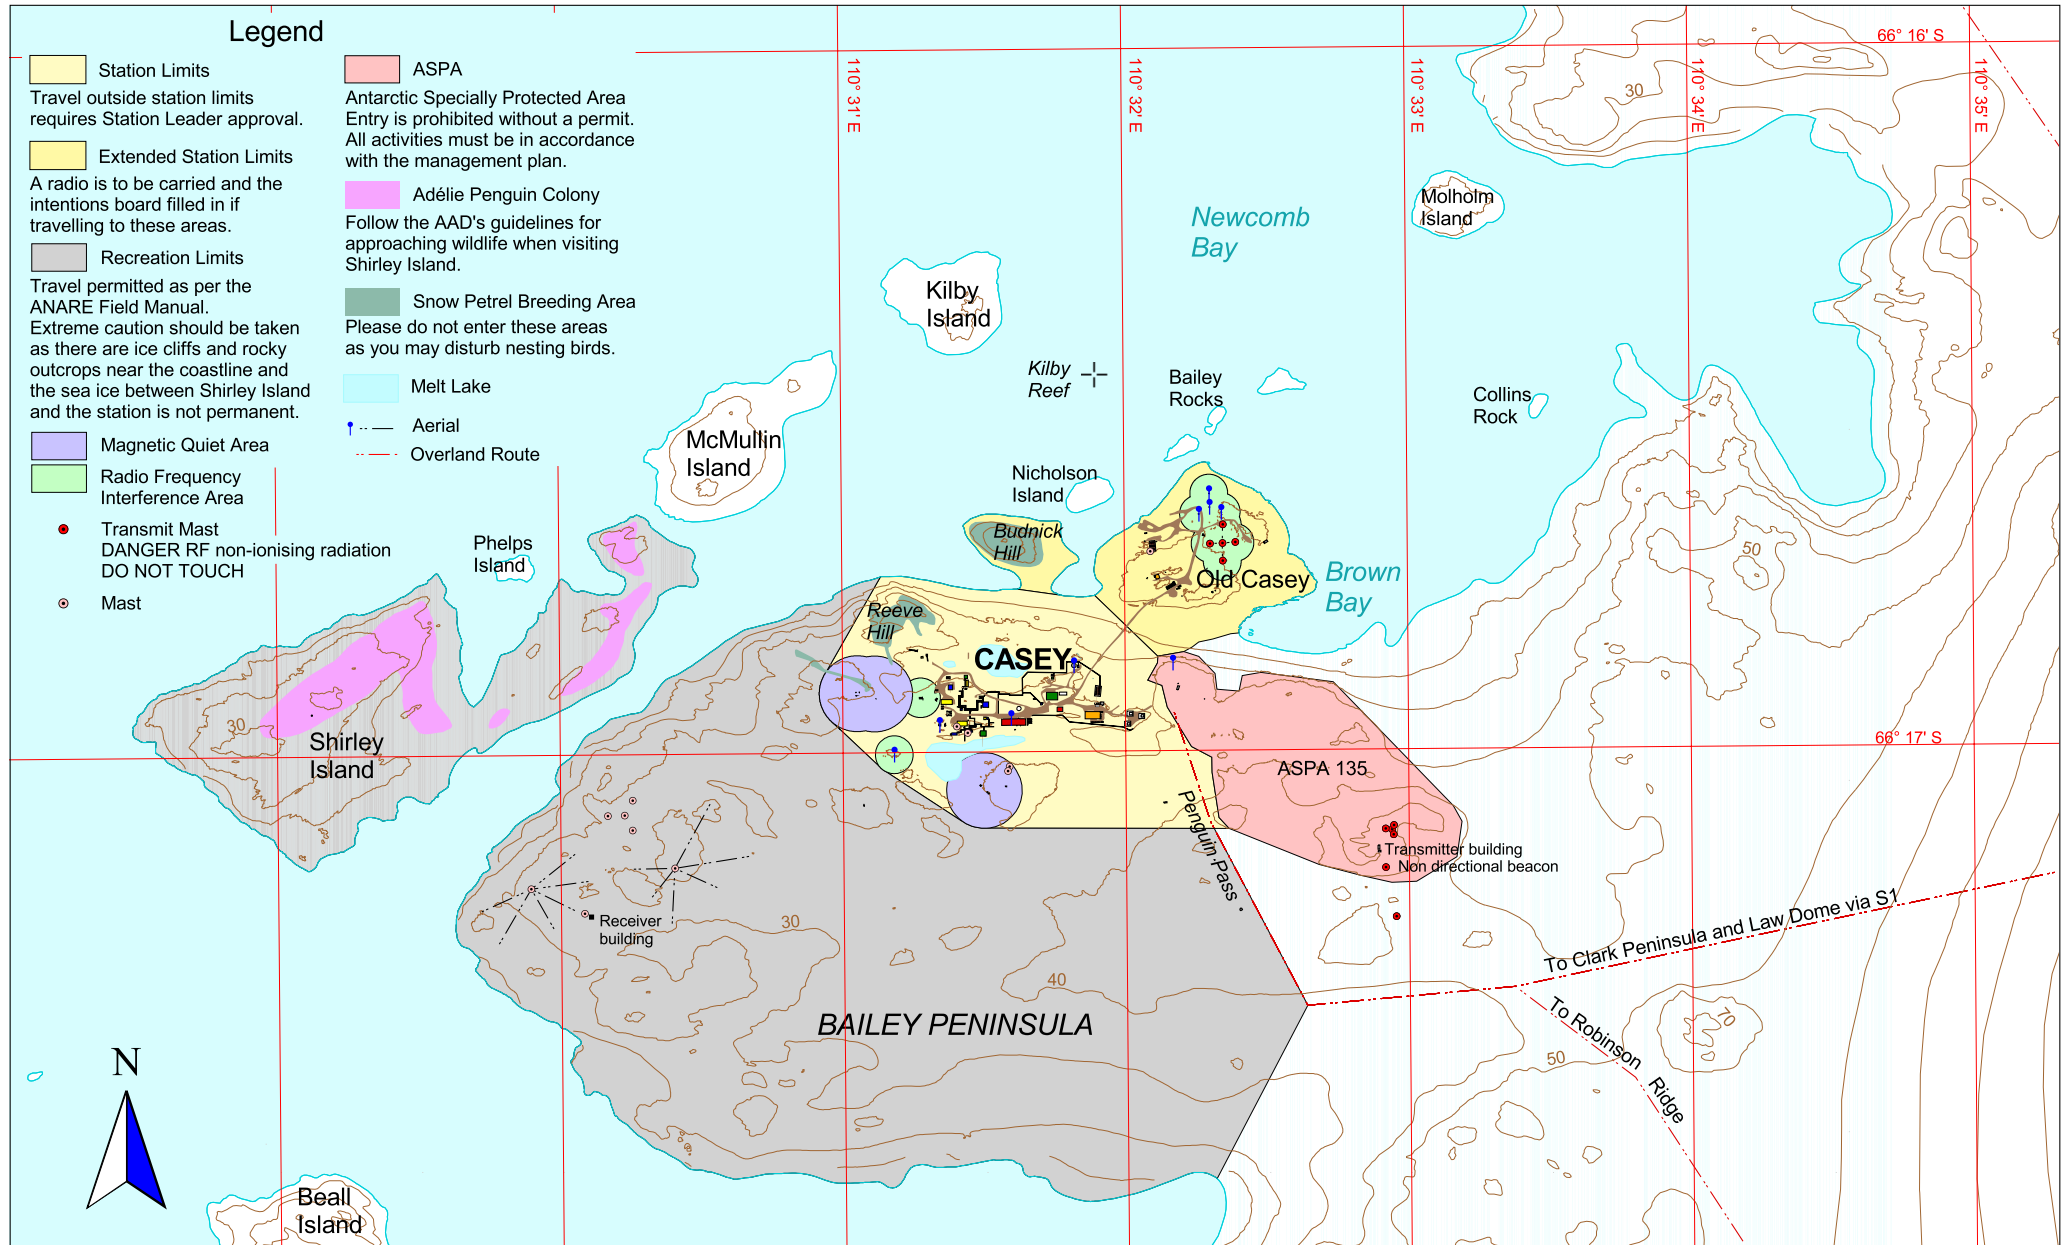 Legend
Station Limits
Travel outside station limits
requires Station Leader approval.
Extended Station Limits
A radio is to be carried and the
intentions board filled in if
travelling to these areas.
Recreation Limits
Travel permitted as per the
ANARE Field Manual.
Extreme caution should be taken
as there are ice cliffs and rocky
outcrops near the coastline and
the sea ice between Shirley Island
and the station is not permanent.
Magnetic Quiet Area
Radio Frequency
Interference Area
Transmit Mast
DANGER RF non-ionising radiation
DO NOT TOUCH
Mast
ASPA
Antarctic Specially Protected Area
Entry is prohibited without a permit.
All activities must be in accordance
with the management plan.
Adélie Penguin Colony
Follow the AAD's guidelines for
approaching wildlife when visiting
Shirley Island.
Snow Petrel Breeding Area
Please do not enter these areas
as you may disturb nesting birds.
Melt Lake
Aerial
Overland Route
110° 31' E
110° 32' E
110° 33' E
110° 34' E
110° 35' E
66° 16' S
30
Molholm
Island
Newcomb
Bay
Kilby
Island
Kilby
Reef
Bailey
Rocks
Collins
Rock
McMullin
Island
Nicholson
Island
Budnick
Hill
Phelps
Island
Old Casey
Brown
Bay
50
Reeve
Hill
CASEY
30
Shirley
Island
66° 17' S
ASPA 135
Penguin Pass
Transmitter building
Non directional beacon
Receiver
building
30
40
To Clark Peninsula and Law Dome via S1
BAILEY PENINSULA
70
To Robinson
Ridge
50
N
Beall
Island